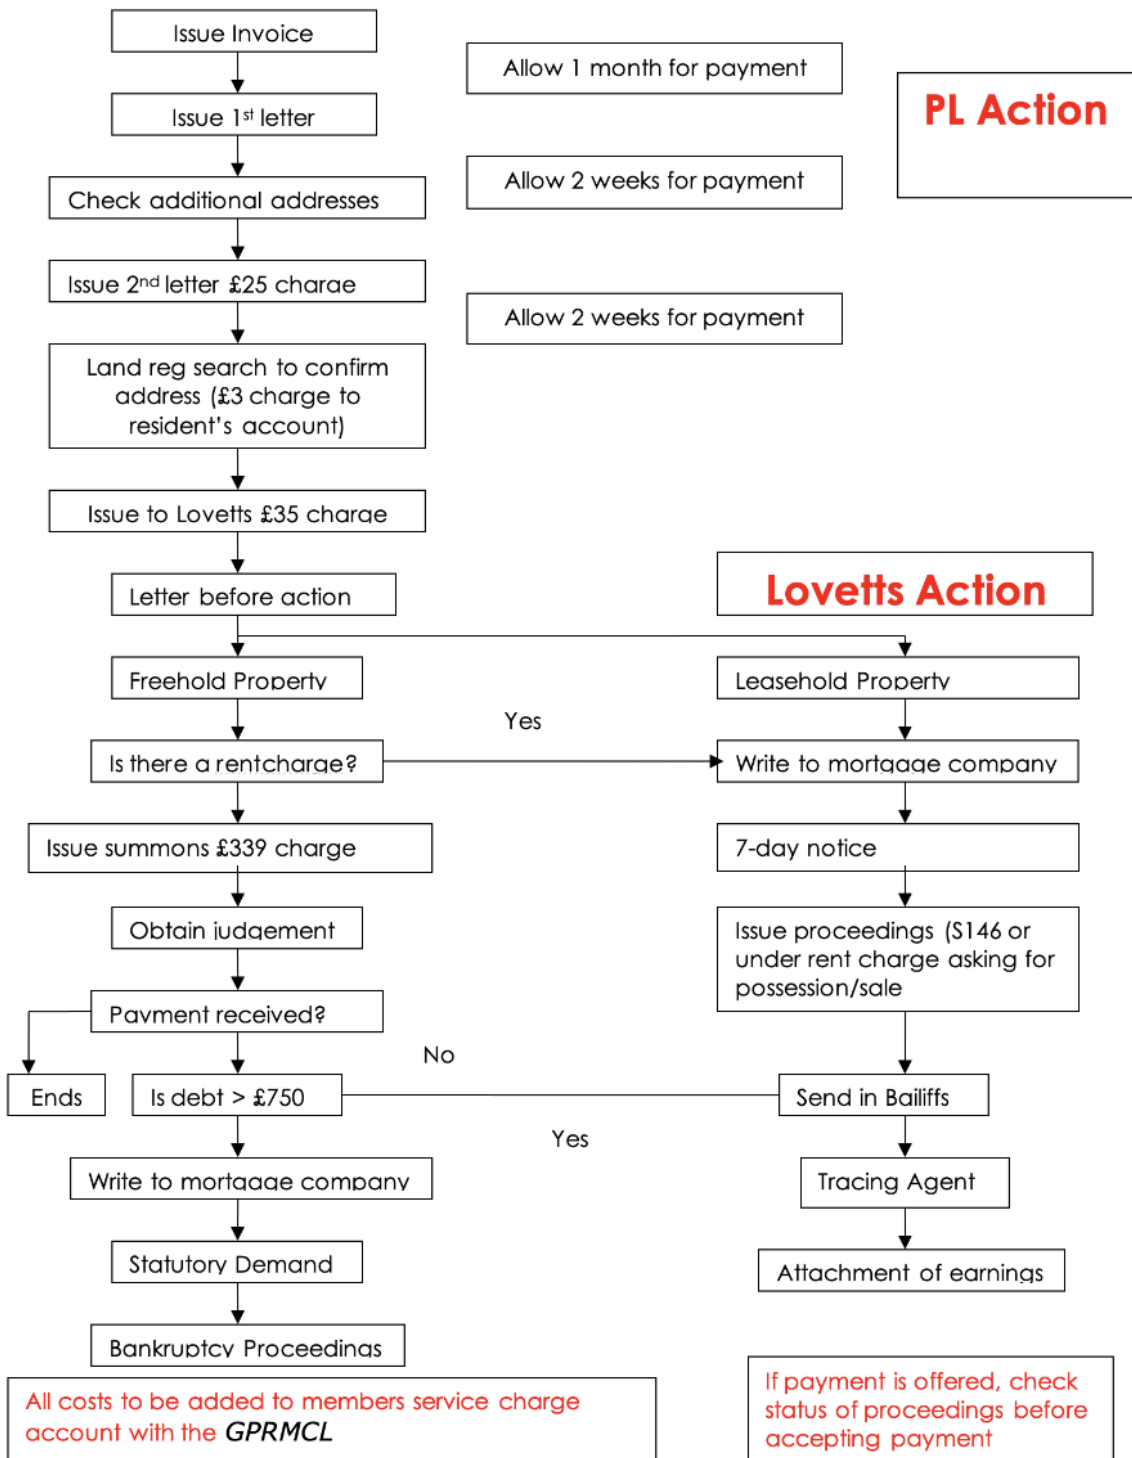 Issue Invoice
Allow 1 month for payment
PL Action
Issue 1st letter
Allow 2 weeks for payment
Check additional addresses
Issue 2nd letter £25 charge
Allow 2 weeks for payment
Land reg search to confirm
address (£3 charge to
resident's account)
Issue to Lovetts £35 charge
Letter before action
Lovetts Action
Freehold Property
Leasehold Property
Yes
Is there a rentcharge?
Write to mortgage company
Issue summons £339 charge
7-day notice
Obtain judgement
Issue proceedings (S146 or
under rent charge asking for
possession/sale
Payment received?
No
Ends
Is debt > £750
Send in Bailiffs
Yes
Write to mortgage company
Tracing Agent
Statutory Demand
Attachment of earnings
Bankruptcy Proceedings
All costs to be added to members service charge
account with the GPRMCL
If payment is offered, check
status of proceedings before
accepting payment